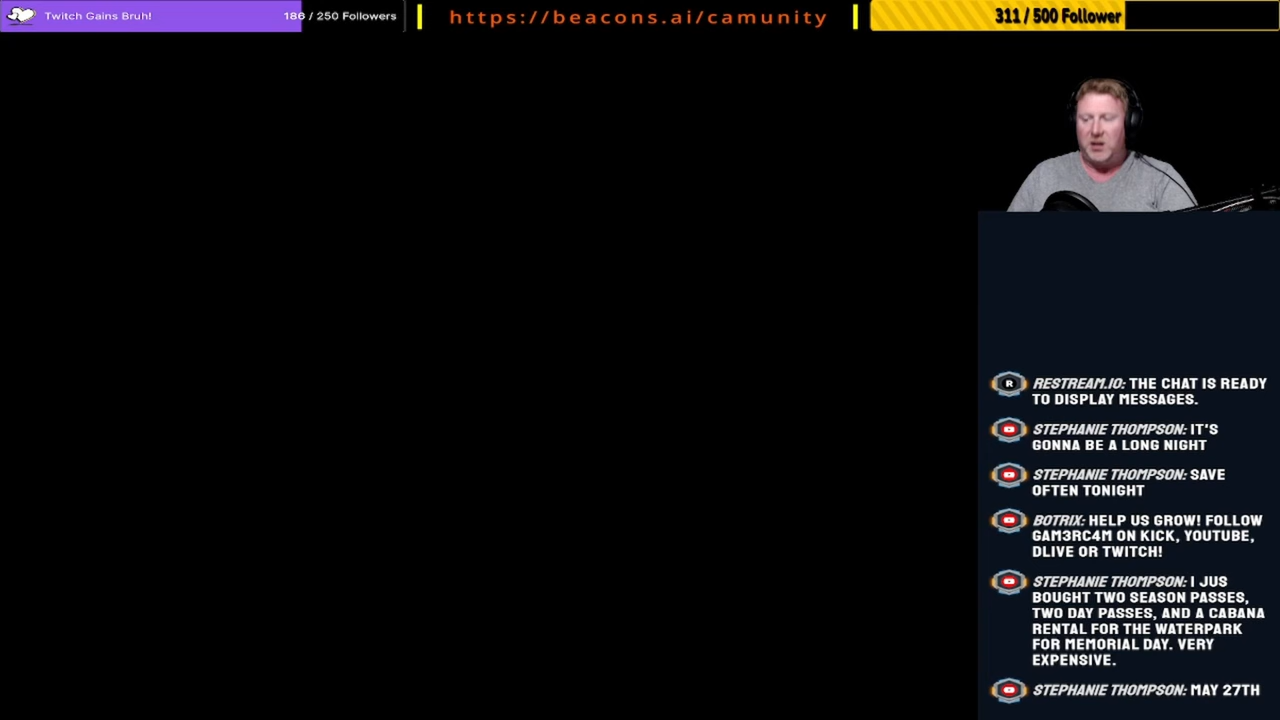 Twitch Gains Bruh!
186 / 250 Followers
https://beacons.ai/camunity
311 / 500 Follower
R
RESTREAM.IO: THE CHAT IS READY
TO DISPLAY MESSAGES.
STEPHANIE THOMPSON: IT'S
GONNA BE A LONG NIGHT
STEPHANIE THOMPSON: SAVE
OFTEN TONIGHT
BOTRIX: HELP US GROW! FOLLOW
GAM3RC4M ON KICK, YOUTUBE,
DLIVE OR TWITCH!
STEPHANIE THOMPSON: I JUS
BOUGHT TWO SEASON PASSES,
TWO DAY PASSES, AND A CABANA
RENTAL FOR THE WATERPARK
FOR MEMORIAL DAY. VERY
EXPENSIVE.
STEPHANIE THOMPSON: MAY 27TH